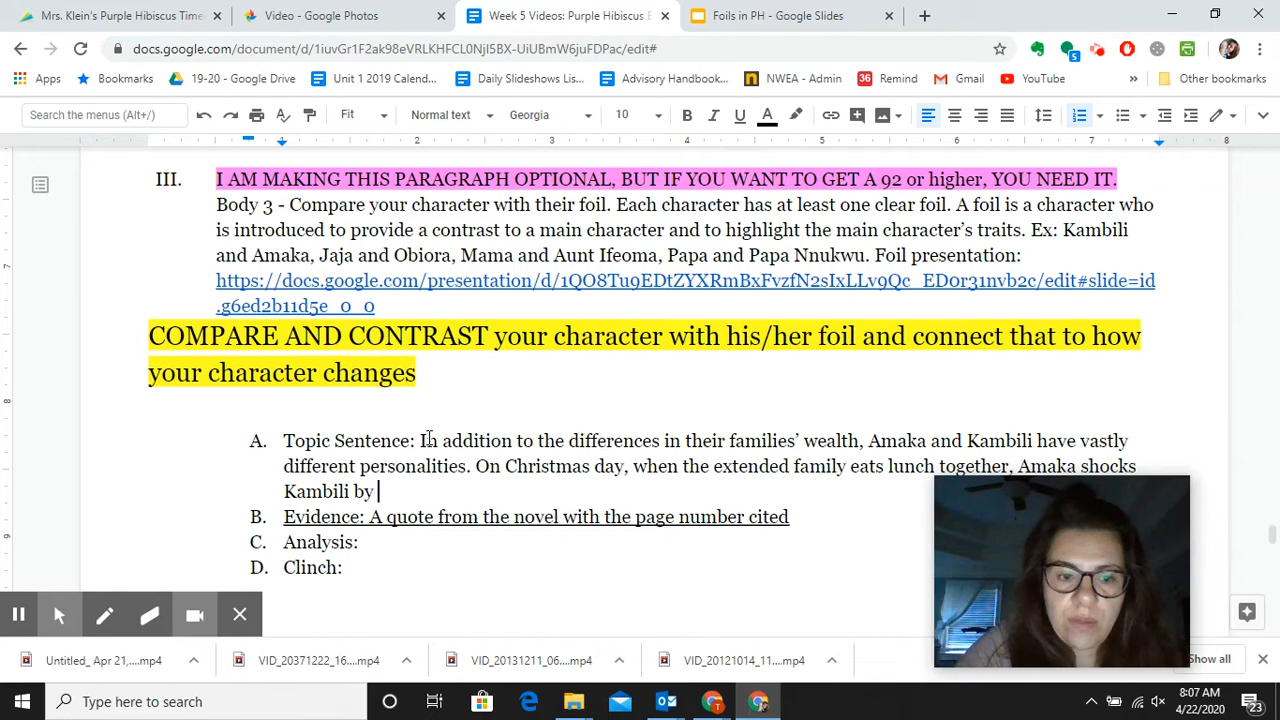 Mrs. Klein's Purple Hibiscus Time
Video - Google Photos
Week 5 Videos: Purple Hibiscus E
Foils in PH - Google Slides
docs.google.com/document/d/1iuvGr1F2ak98eVRLKHFCL0NjI5BX-UiUBmW6juFDPac/edit#
Apps
Bookmarks
19-20 - Google Drive
Unit 1 2019 Calend...
Daily Slideshows Lis...
Advisory Handbook...
NWEA - Admin
Remind
Gmail
YouTube
Other bookmarks
Search the menus (Alt+/)
Fit
Normal text
Georgia
10
III. I AM MAKING THIS PARAGRAPH OPTIONAL, BUT IF YOU WANT TO GET A 92 or higher, YOU NEED IT.
Body 3 - Compare your character with their foil. Each character has at least one clear foil. A foil is a character who
is introduced to provide a contrast to a main character and to highlight the main character's traits. Ex: Kambili
and Amaka, Jaja and Obiora, Mama and Aunt Ifeoma, Papa and Papa Nnukwu. Foil presentation:
https://docs.google.com/presentation/d/1QO8Tu9EDtZYXRmBxFvzfN2sIxLLv9Qc_ED0r31nvb2c/edit#slide=id
.g6ed2b11d5e_0_0
COMPARE AND CONTRAST your character with his/her foil and connect that to how
your character changes
A. Topic Sentence: In addition to the differences in their families' wealth, Amaka and Kambili have vastly
different personalities. On Christmas day, when the extended family eats lunch together, Amaka shocks
Kambili by
B. Evidence: A quote from the novel with the page number cited
C. Analysis:
D. Clinch:
Untitled_ Apr 21,....mp4
VID_20371222_16....mp4
VID_20131211_06....mp4
VID_20121014_11....mp4
Show all
Type here to search
8:07 AM
4/22/2020
23